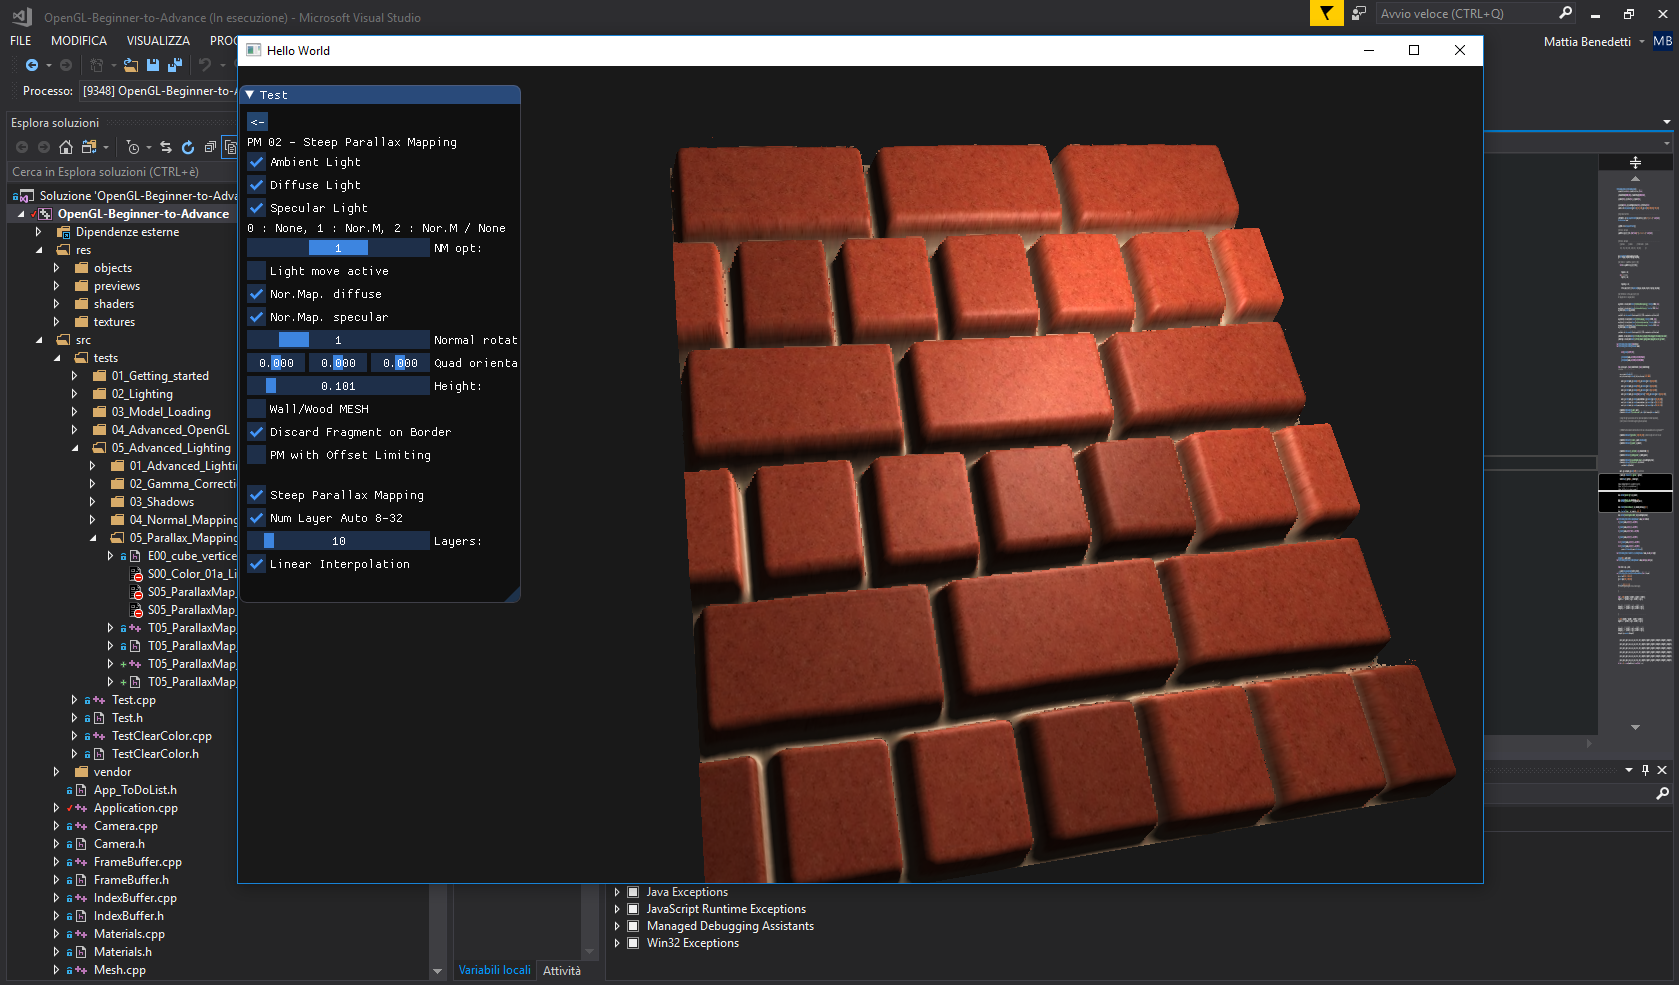 OpenGL-Beginner-to-Advance (In esecuzione) - Microsoft Visual Studio
Avvio veloce (CTRL+Q)
FILE MODIFICA VISUALIZZA PROC
Mattia Benedetti MB
Processo: [9348] OpenGL-Beginner-to-A
Hello World
Esplora soluzioni
Cerca in Esplora soluzioni (CTRL+è)
Soluzione 'OpenGL-Beginner-to-Adva
OpenGL-Beginner-to-Advance
Dipendenze esterne
res
objects
previews
shaders
textures
src
tests
01_Getting_started
02_Lighting
03_Model_Loading
04_Advanced_OpenGL
05_Advanced_Lighting
01_Advanced_Lightin
02_Gamma_Correcti
03_Shadows
04_Normal_Mapping
05_Parallax_Mapping
E00_cube_vertice
S00_Color_01a_Li
S05_ParallaxMap_
S05_ParallaxMap_
T05_ParallaxMap_
T05_ParallaxMap_
T05_ParallaxMap_
T05_ParallaxMap_
Test.cpp
Test.h
TestClearColor.cpp
TestClearColor.h
vendor
App_ToDoList.h
Application.cpp
Camera.cpp
Camera.h
FrameBuffer.cpp
FrameBuffer.h
IndexBuffer.cpp
IndexBuffer.h
Materials.cpp
Materials.h
Mesh.cpp
Test
<-
PM 02 - Steep Parallax Mapping
Ambient Light
Diffuse Light
Specular Light
0 : None, 1 : Nor.M, 2 : Nor.M / None
1 NM opt:
Light move active
Nor.Map. diffuse
Nor.Map. specular
1 Normal rotat
0.000 0.000 0.000 Quad orienta
0.101 Height:
Wall/Wood MESH
Discard Fragment on Border
PM with Offset Limiting
Steep Parallax Mapping
Num Layer Auto 8-32
10 Layers:
Linear Interpolation
Variabili locali Attività
Java Exceptions
JavaScript Runtime Exceptions
Managed Debugging Assistants
Win32 Exceptions